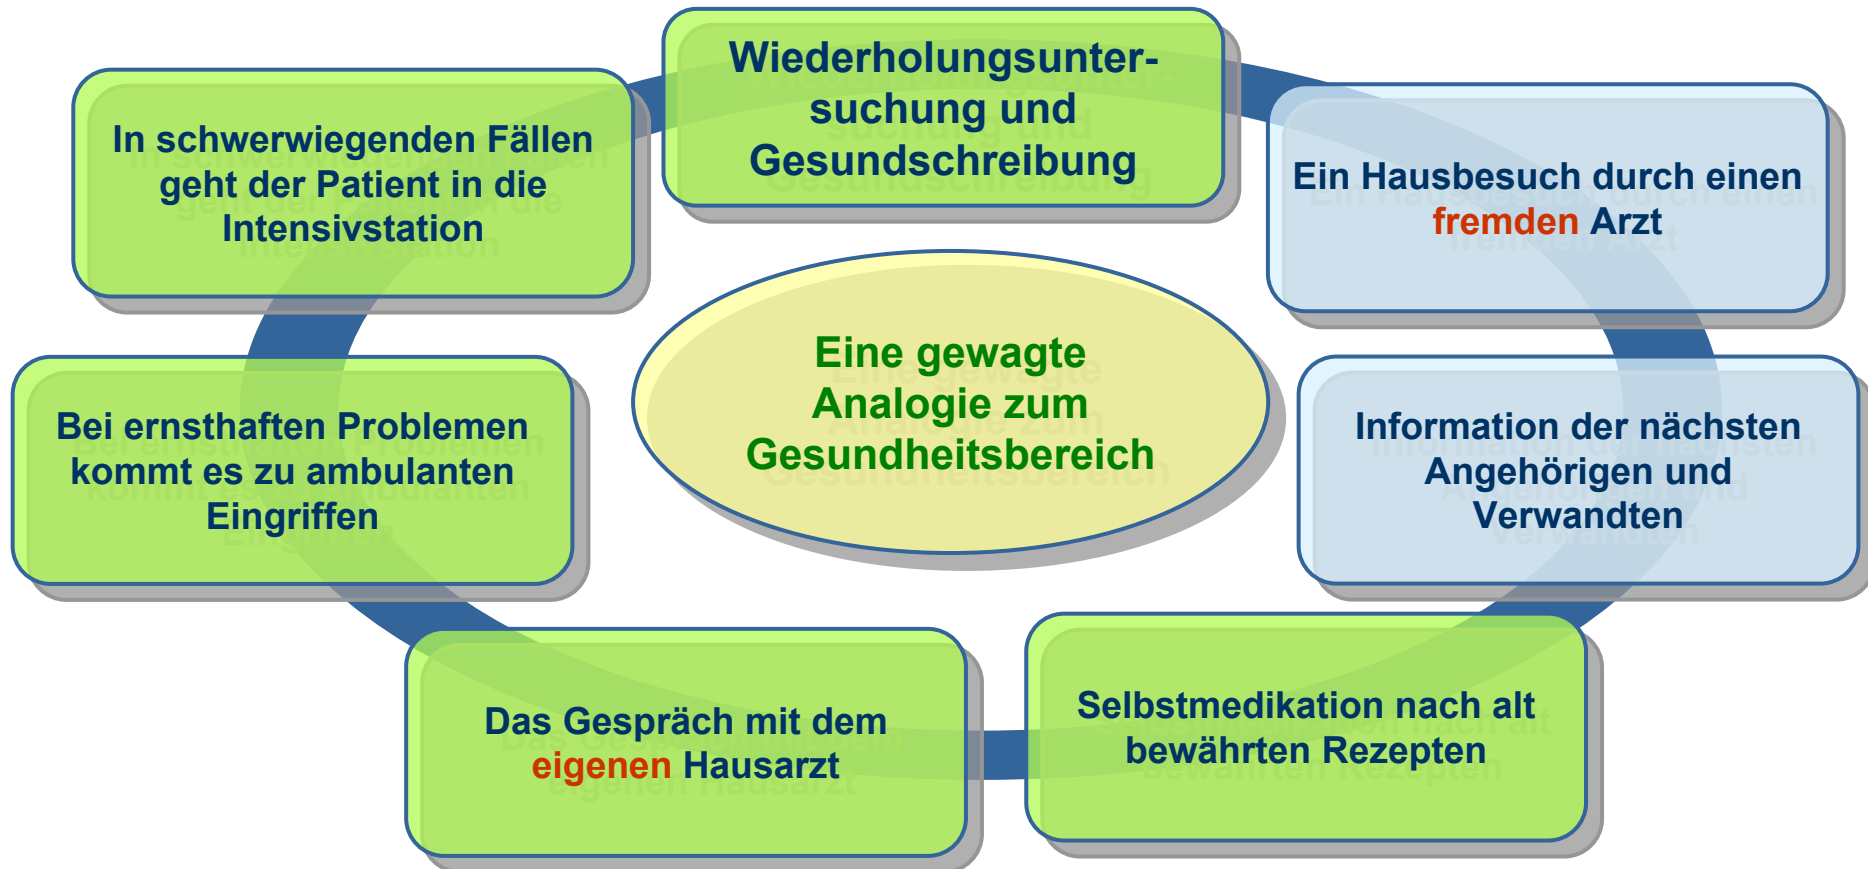 Wiederholungsunter-
suchung und
Gesundschreibung
Ein Hausbesuch durch einen
fremden Arzt
Information der nächsten
Angehörigen und
Verwandten
Selbstmedikation nach alt
bewährten Rezepten
Das Gespräch mit dem
eigenen Hausarzt
Bei ernsthaften Problemen
kommt es zu ambulanten
Eingriffen
In schwerwiegenden Fällen
geht der Patient in die
Intensivstation
Eine gewagte
Analogie zum
Gesundheitsbereich